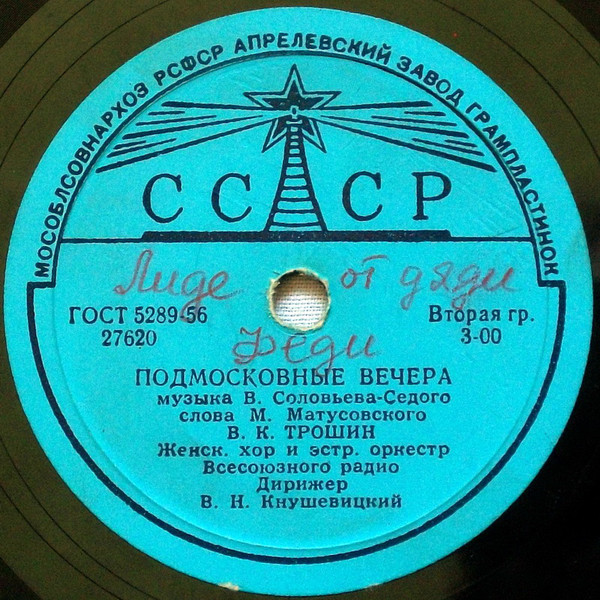 МОСОБЛСОВНАРХОЗ РСФСР АПРЕЛЕВСКИЙ ЗАВОД ГРАМПЛАСТИНОК
СССР
Лиде от дяди
Феди
ГОСТ 5289-56
27620
Вторая гр.
3-00
ПОДМОСКОВНЫЕ ВЕЧЕРА
музыка В. Соловьева-Седого
слова М. Матусовского
В. К. ТРОШИН
Женск. хор и эстр. оркестр
Всесоюзного радио
Дирижер
В. Н. Кнушевицкий